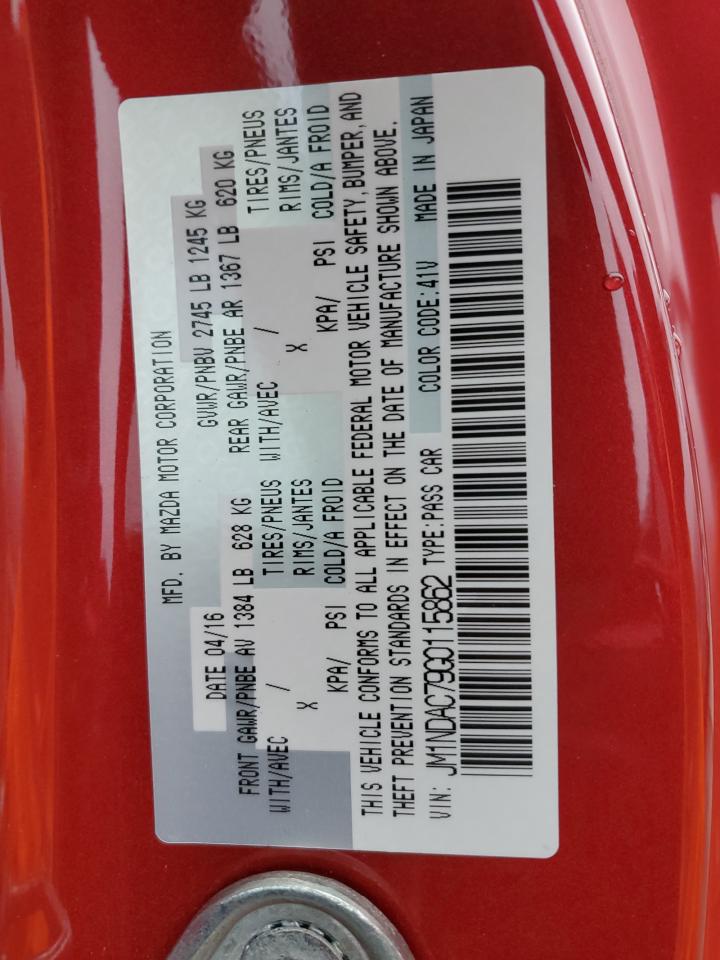 MFD. BY MAZDA MOTOR CORPORATION
DATE 04/16 GVWR/PNBV 2745 LB 1245 KG
FRONT GAWR/PNBE AV 1384 LB 628 KG REAR GAWR/PNBE AR 1367 LB 620 KG
WITH/AVEC / TIRES/PNEUS WITH/AVEC / TIRES/PNEUS
X RIMS/JANTES X RIMS/JANTES
KPA/ PSI COLD/A FROID KPA/ PSI COLD/A FROID
THIS VEHICLE CONFORMS TO ALL APPLICABLE FEDERAL MOTOR VEHICLE SAFETY,BUMPER,AND
THEFT PREVENTION STANDARDS IN EFFECT ON THE DATE OF MANUFACTURE SHOWN ABOVE.
VIN: JM1NDAC79G0115862 TYPE:PASS CAR COLOR CODE:41V MADE IN JAPAN